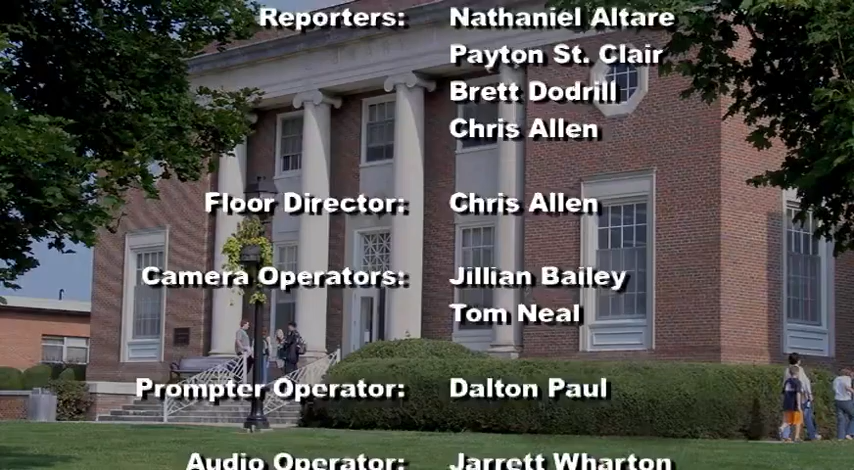 Reporters: Nathaniel Altare
Payton St. Clair
Brett Dodrill
Chris Allen
Floor Director: Chris Allen
Camera Operators: Jillian Bailey
Tom Neal
Prompter Operator: Dalton Paul
Audio Operator: Jarrett Wharton